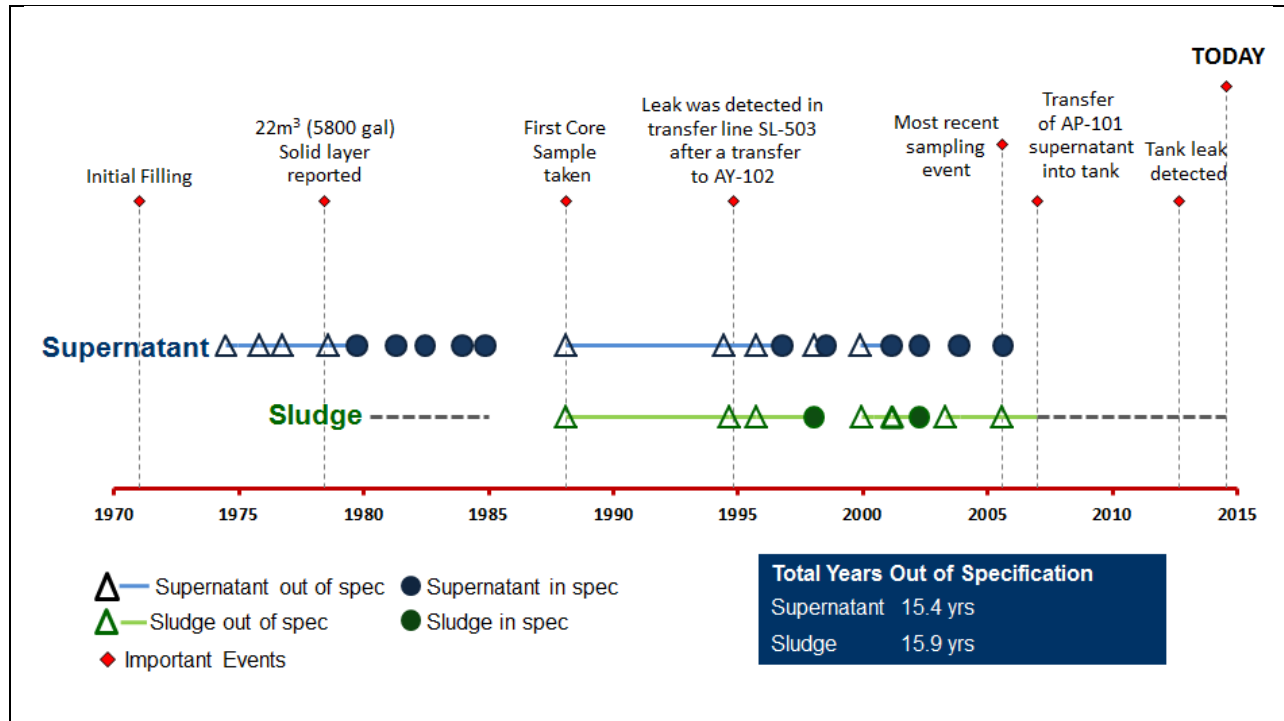 TODAY
Initial Filling
22m³ (5800 gal)
Solid layer
reported
First Core
Sample
taken
Leak was detected in
transfer line SL-503
after a transfer
to AY-102
Most recent
sampling
event
Transfer
of AP-101
supernatant
into tank
Tank leak
detected
Supernatant
Sludge
1970 1975 1980 1985 1990 1995 2000 2005 2010 2015
Supernatant out of spec
Supernatant in spec
Sludge out of spec
Sludge in spec
Important Events
Total Years Out of Specification
Supernatant 15.4 yrs
Sludge 15.9 yrs